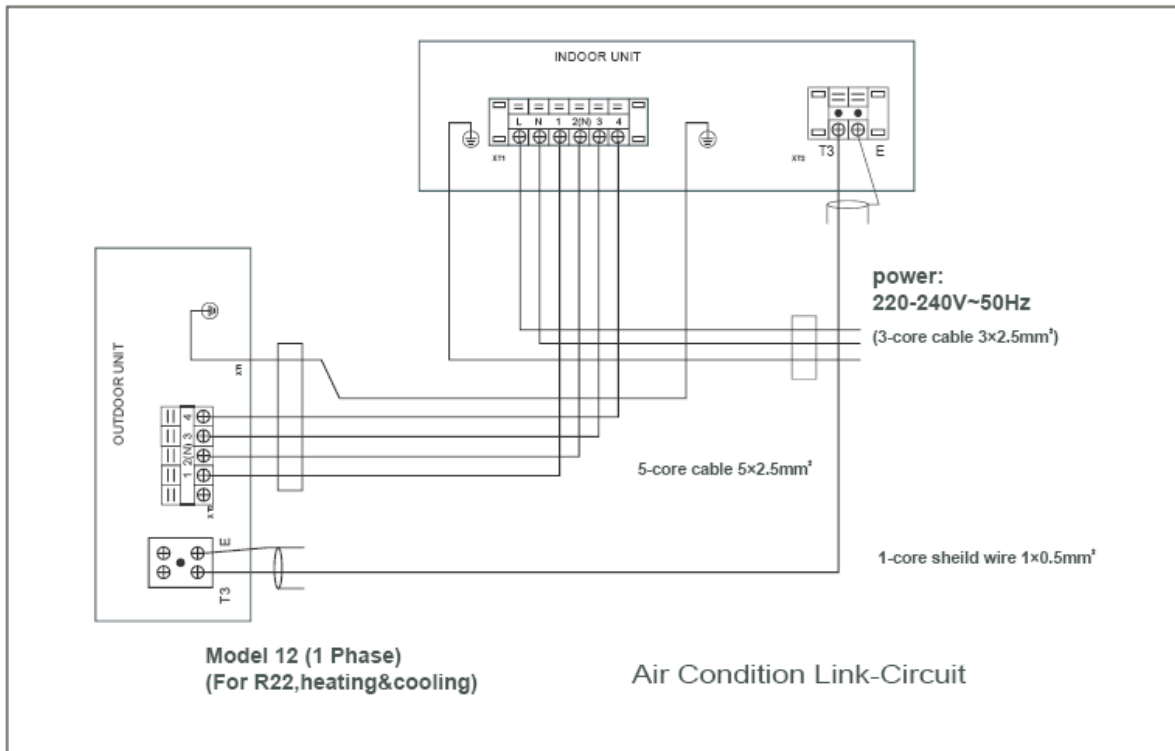 INDOOR UNIT
L N 1 2(N) 3 4
XT1
XT3
T3
E
power:
220-240V~50Hz
(3-core cable 3×2.5mm²)
OUTDOOR UNIT
4
3
2(N)
1
5-core cable 5×2.5mm²
E
T3
1-core sheild wire 1×0.5mm²
Model 12 (1 Phase)
(For R22,heating&cooling)
Air Condition Link-Circuit